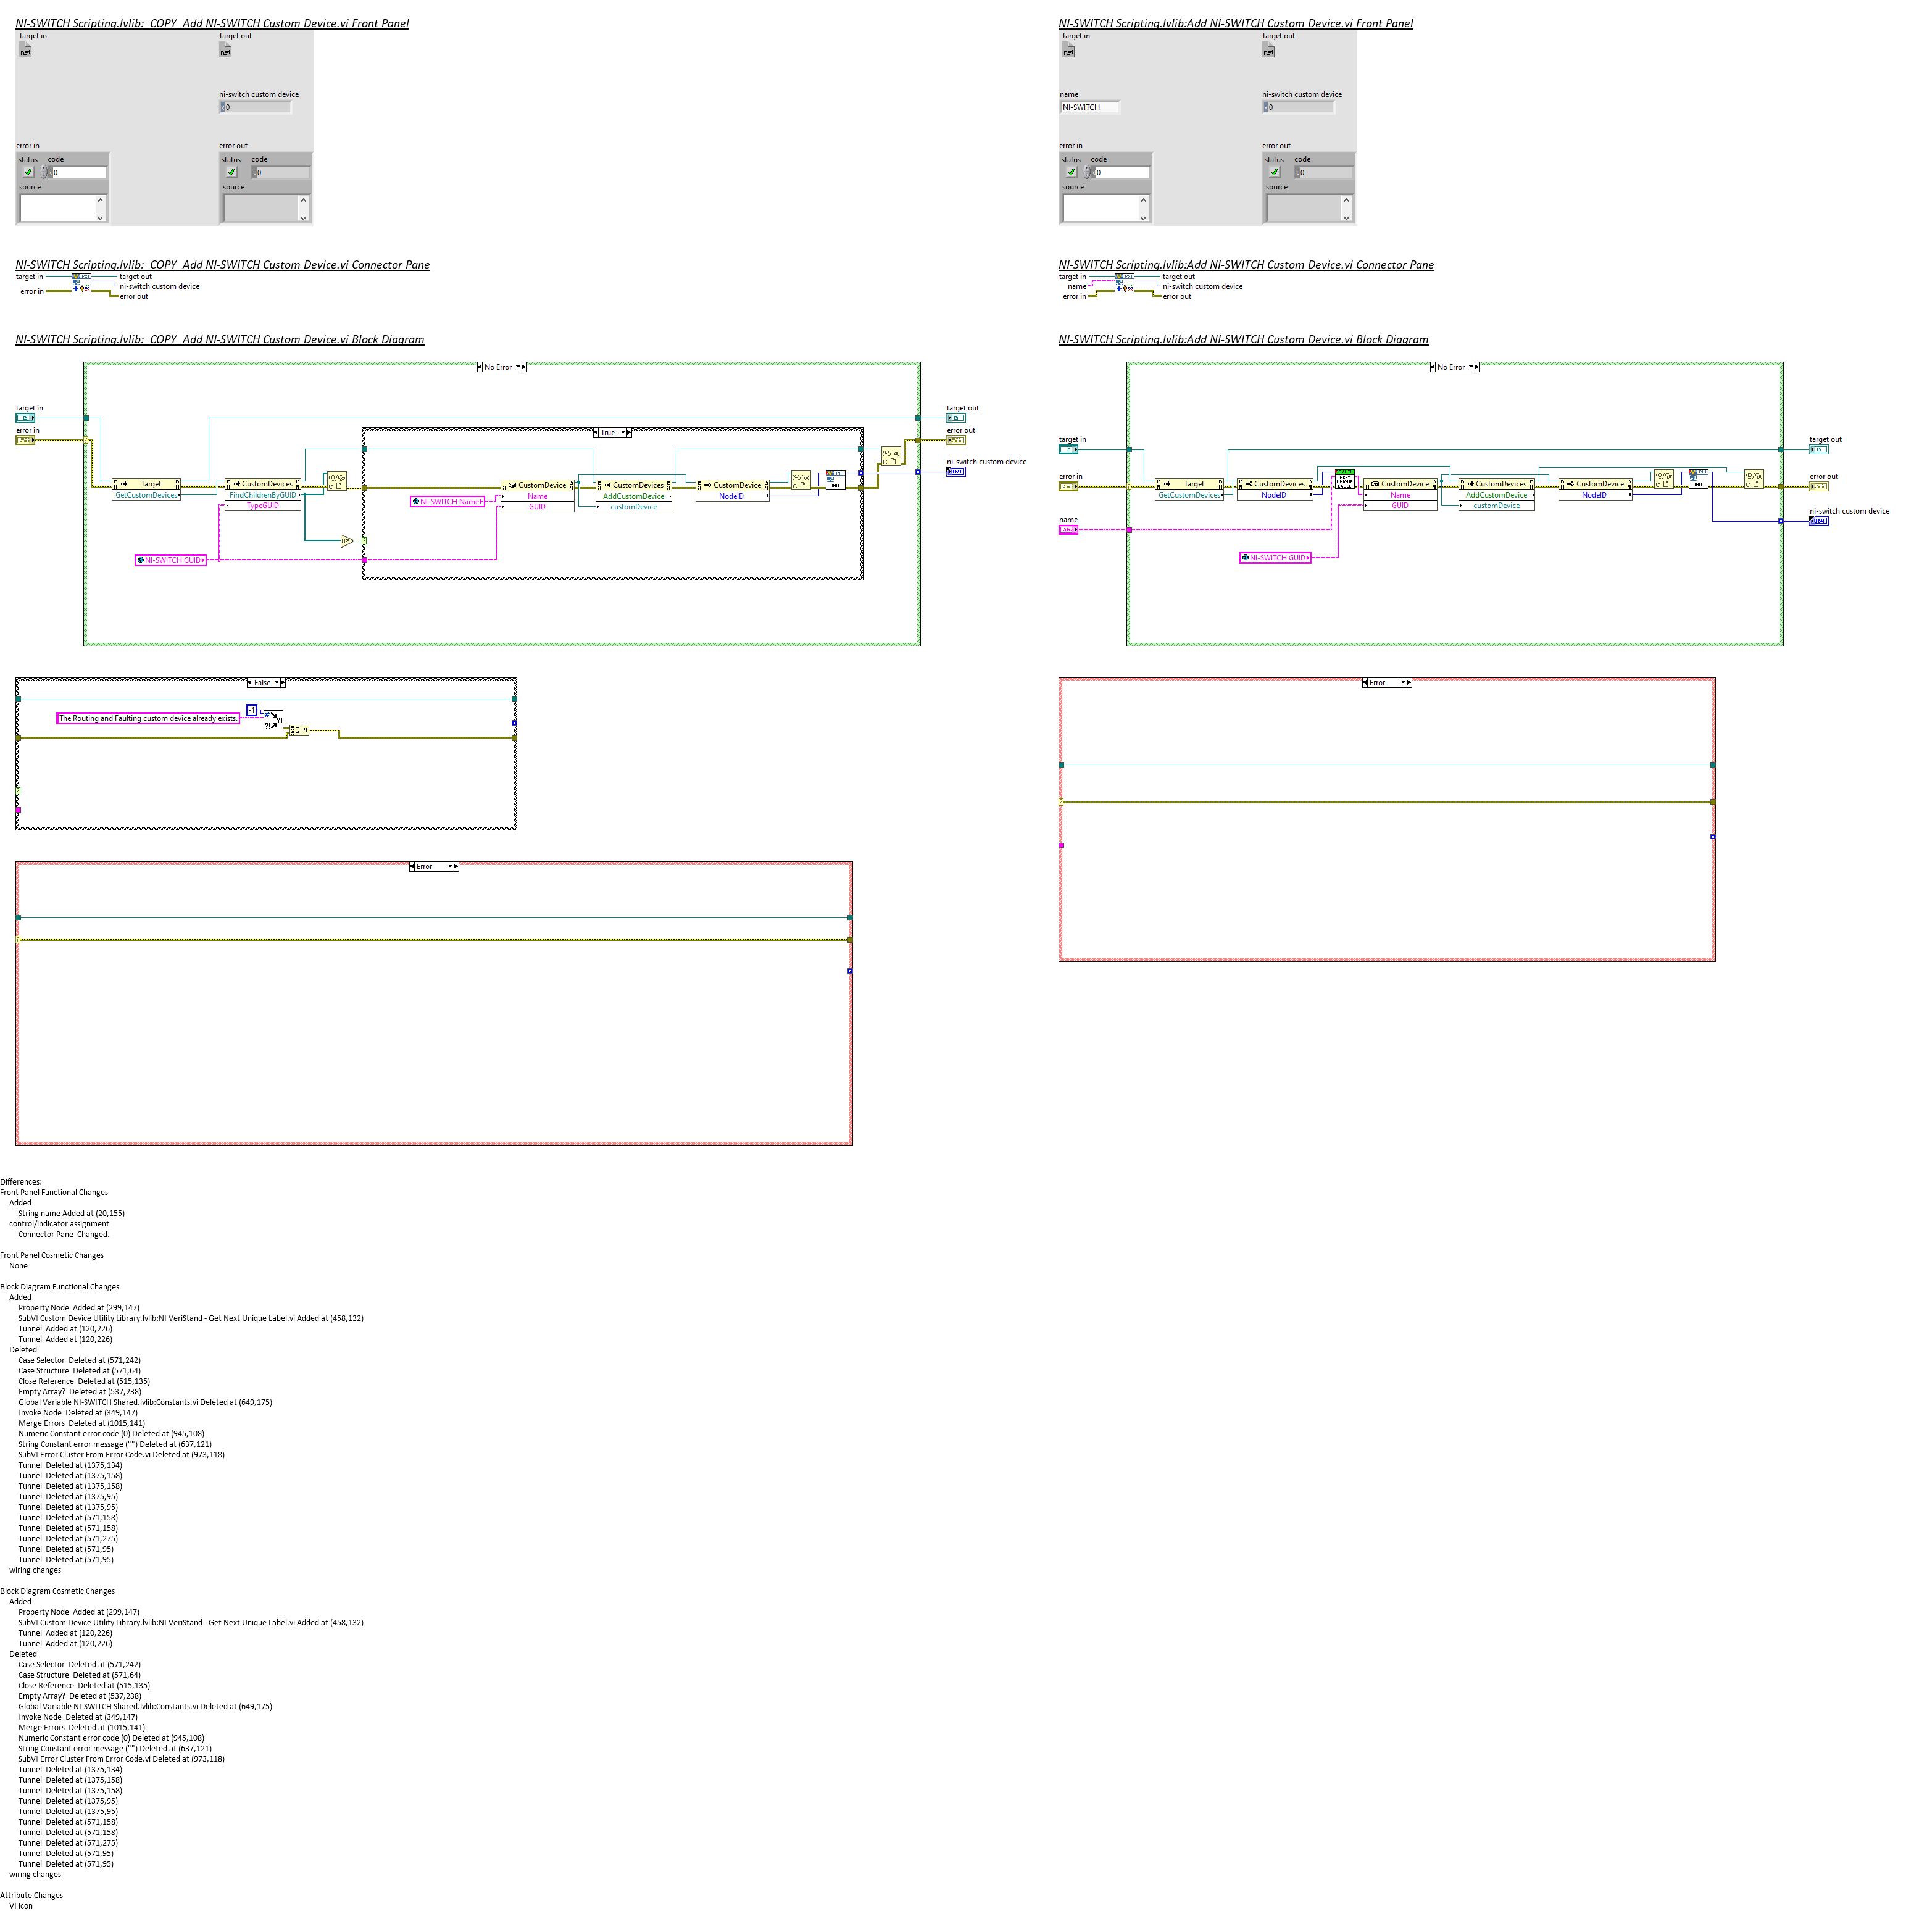 NI-SWITCH Scripting.lvlib:  COPY  Add NI-SWITCH Custom Device.vi Front Panel
target in
target out
.net
.net
ni-switch custom device
0
error in
error out
status
code
status
code
0
0
source
source
NI-SWITCH Scripting.lvlib:  COPY  Add NI-SWITCH Custom Device.vi Connector Pane
target in
target out
ni-switch custom device
error in
error out
NI-SWITCH Scripting.lvlib:  COPY  Add NI-SWITCH Custom Device.vi Block Diagram
No Error
target in
target out
error in
error out
True
ni-switch custom device
Target
GetCustomDevices
CustomDevices
FindChildrenByGUID
TypeGUID
NI-SWITCH Name
CustomDevice
Name
GUID
CustomDevices
AddCustomDevice
customDevice
CustomDevice
NodeID
NI-SWITCH GUID
False
-1
The Routing and Faulting custom device already exists.
Error
NI-SWITCH Scripting.lvlib:Add NI-SWITCH Custom Device.vi Front Panel
target in
target out
.net
.net
name
ni-switch custom device
NI-SWITCH
0
error in
error out
status
code
status
code
0
0
source
source
NI-SWITCH Scripting.lvlib:Add NI-SWITCH Custom Device.vi Connector Pane
target in
target out
name
ni-switch custom device
error in
error out
NI-SWITCH Scripting.lvlib:Add NI-SWITCH Custom Device.vi Block Diagram
No Error
target in
target out
error in
error out
Target
GetCustomDevices
CustomDevices
NodeID
NEXT
UNIQUE
LABEL
CustomDevice
Name
GUID
CustomDevices
AddCustomDevice
customDevice
CustomDevice
NodeID
name
abc
ni-switch custom device
NI-SWITCH GUID
Error
Differences:
Front Panel Functional Changes
Added
String name Added at (20,155)
control/indicator assignment
Connector Pane  Changed.
Front Panel Cosmetic Changes
None
Block Diagram Functional Changes
Added
Property Node  Added at (299,147)
SubVI Custom Device Utility Library.lvlib:NI VeriStand - Get Next Unique Label.vi Added at (458,132)
Tunnel  Added at (120,226)
Tunnel  Added at (120,226)
Deleted
Case Selector  Deleted at (571,242)
Case Structure  Deleted at (571,64)
Close Reference  Deleted at (515,135)
Empty Array?  Deleted at (537,238)
Global Variable NI-SWITCH Shared.lvlib:Constants.vi Deleted at (649,175)
Invoke Node  Deleted at (349,147)
Merge Errors  Deleted at (1015,141)
Numeric Constant error code (0) Deleted at (945,108)
String Constant error message ("") Deleted at (637,121)
SubVI Error Cluster From Error Code.vi Deleted at (973,118)
Tunnel  Deleted at (1375,134)
Tunnel  Deleted at (1375,158)
Tunnel  Deleted at (1375,158)
Tunnel  Deleted at (1375,95)
Tunnel  Deleted at (1375,95)
Tunnel  Deleted at (571,158)
Tunnel  Deleted at (571,158)
Tunnel  Deleted at (571,275)
Tunnel  Deleted at (571,95)
Tunnel  Deleted at (571,95)
wiring changes
Block Diagram Cosmetic Changes
Added
Property Node  Added at (299,147)
SubVI Custom Device Utility Library.lvlib:NI VeriStand - Get Next Unique Label.vi Added at (458,132)
Tunnel  Added at (120,226)
Tunnel  Added at (120,226)
Deleted
Case Selector  Deleted at (571,242)
Case Structure  Deleted at (571,64)
Close Reference  Deleted at (515,135)
Empty Array?  Deleted at (537,238)
Global Variable NI-SWITCH Shared.lvlib:Constants.vi Deleted at (649,175)
Invoke Node  Deleted at (349,147)
Merge Errors  Deleted at (1015,141)
Numeric Constant error code (0) Deleted at (945,108)
String Constant error message ("") Deleted at (637,121)
SubVI Error Cluster From Error Code.vi Deleted at (973,118)
Tunnel  Deleted at (1375,134)
Tunnel  Deleted at (1375,158)
Tunnel  Deleted at (1375,158)
Tunnel  Deleted at (1375,95)
Tunnel  Deleted at (1375,95)
Tunnel  Deleted at (571,158)
Tunnel  Deleted at (571,158)
Tunnel  Deleted at (571,275)
Tunnel  Deleted at (571,95)
Tunnel  Deleted at (571,95)
wiring changes
Attribute Changes
VI icon